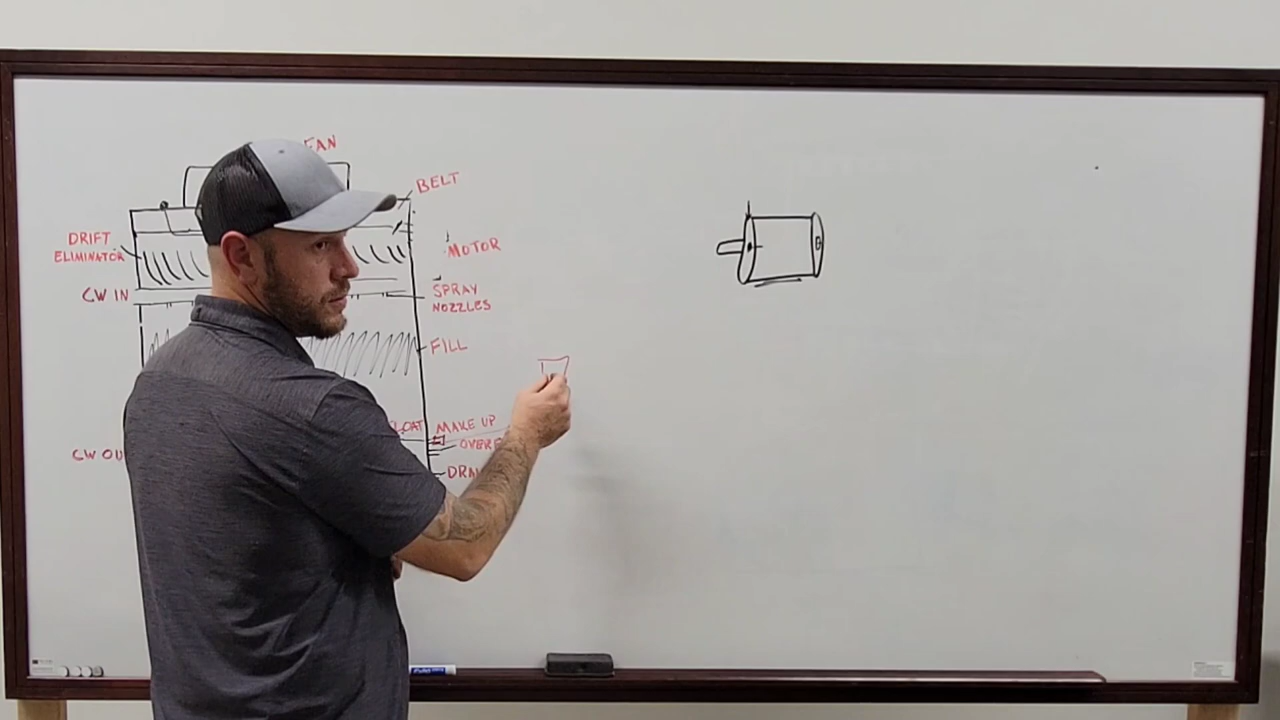 FAN
BELT
DRIFT
ELIMINATOR
MOTOR
CW IN
SPRAY
NOZZLES
FILL
MAKE UP